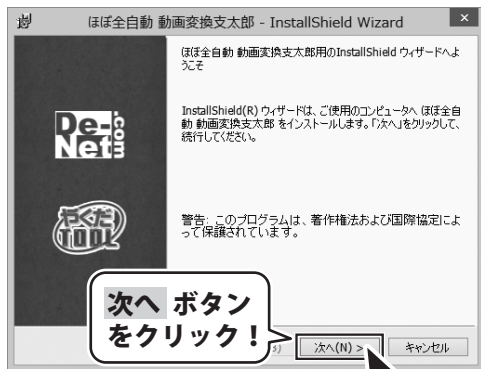 ほぼ全自動 動画変換支太郎 - InstallShield Wizard
ほぼ全自動 動画変換支太郎用のInstallShield ウィザードへよ
うこそ
InstallShield(R) ウィザードは、ご使用のコンピュータへ ほぼ全自
動 動画変換支太郎 をインストールします。「次へ」をクリックして、
続行してください。
De-
Net
.com
やくだつ
TOOL
警告: このプログラムは、著作権法および国際協定によ
って保護されています。
次へ ボタン
をクリック！
次へ(N) >
キャンセル